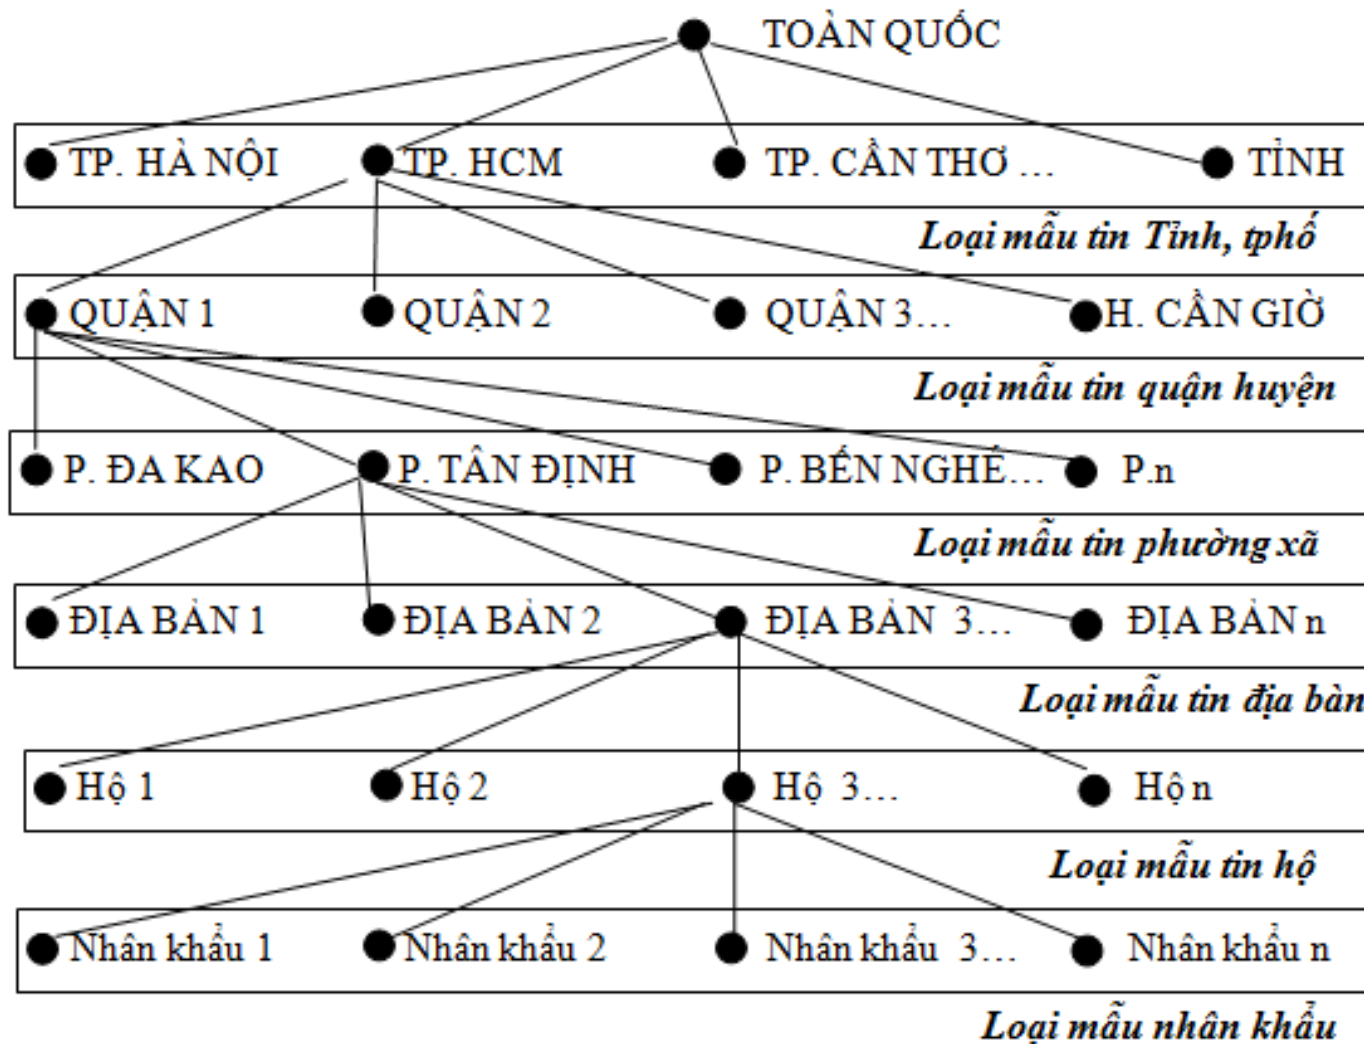 TOÀN QUỐC
TP. HÀ NỘI TP. HCM TP. CẦN THƠ ... TỈNH
Loại mẫu tin Tỉnh, tphố
QUẬN 1 QUẬN 2 QUẬN 3... H. CẦN GIỜ
Loại mẫu tin quận huyện
P. ĐA KAO P. TÂN ĐỊNH P. BẾN NGHÉ... P.n
Loại mẫu tin phường xã
ĐỊA BÀN 1 ĐỊA BÀN 2 ĐỊA BÀN 3... ĐỊA BÀN n
Loại mẫu tin địa bàn
Hộ 1 Hộ 2 Hộ 3... Hộ n
Loại mẫu tin hộ
Nhân khẩu 1 Nhân khẩu 2 Nhân khẩu 3... Nhân khẩu n
Loại mẫu nhân khẩu